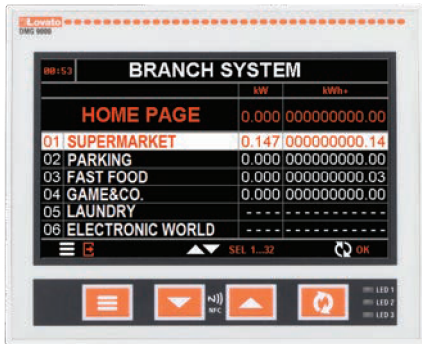 Lovato
DMG 9000
00:53 BRANCH SYSTEM
kW kWh+
HOME PAGE 0.000 000000000.00
01 SUPERMARKET 0.147 000000000.14
02 PARKING 0.000 000000000.00
03 FAST FOOD 0.000 000000000.03
04 GAME&CO. 0.000 000000000.00
05 LAUNDRY ---- ------------
06 ELECTRONIC WORLD ---- ------------
SEL 1...32 OK
N)) NFC
LED 1
LED 2
LED 3